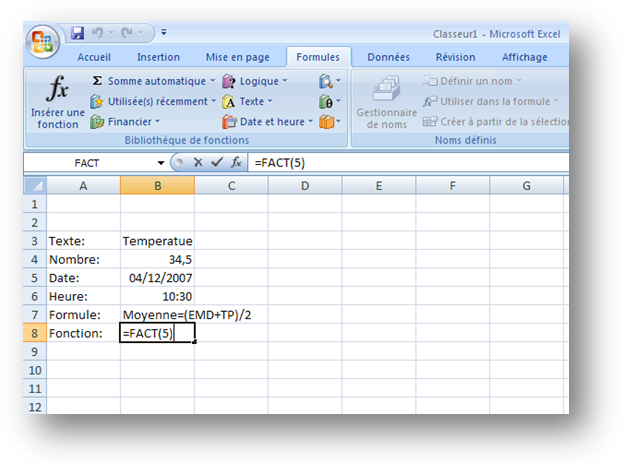 Classeur1 - Microsoft Excel
Accueil Insertion Mise en page Formules Données Révision Affichage
fx Σ Somme automatique Logique
Insérer une fonction Utilisée(s) récemment A Texte θ
Financier Date et heure
Gestionnaire de noms Définir un nom
Utiliser dans la formule
Créer à partir de la sélectio
Bibliothèque de fonctions Noms définis
FACT fx =FACT(5)
A B C D E F G
1
2
3 Texte: Temperatue
4 Nombre: 34,5
5 Date: 04/12/2007
6 Heure: 10:30
7 Formule: Moyenne=(EMD+TP)/2
8 Fonction: =FACT(5)
9
10
11
12